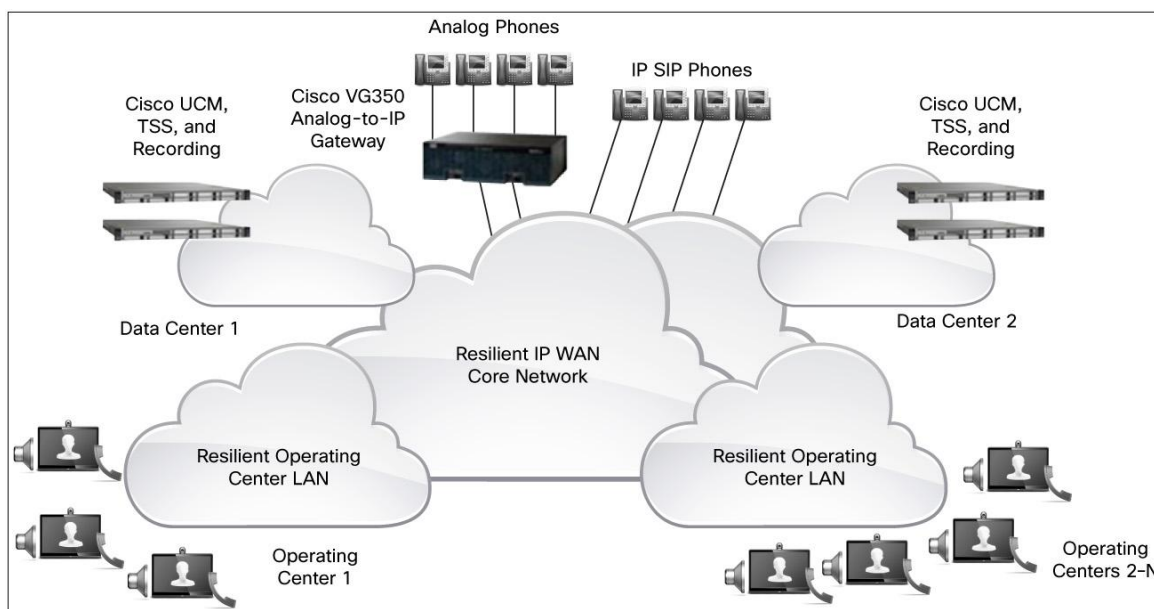 Analog Phones
IP SIP Phones
Cisco VG350
Analog-to-IP
Gateway
Cisco UCM,
TSS, and
Recording
Cisco UCM,
TSS, and
Recording
Data Center 1
Data Center 2
Resilient IP WAN
Core Network
Resilient Operating
Center LAN
Resilient Operating
Center LAN
Operating
Center 1
Operating
Centers 2-N